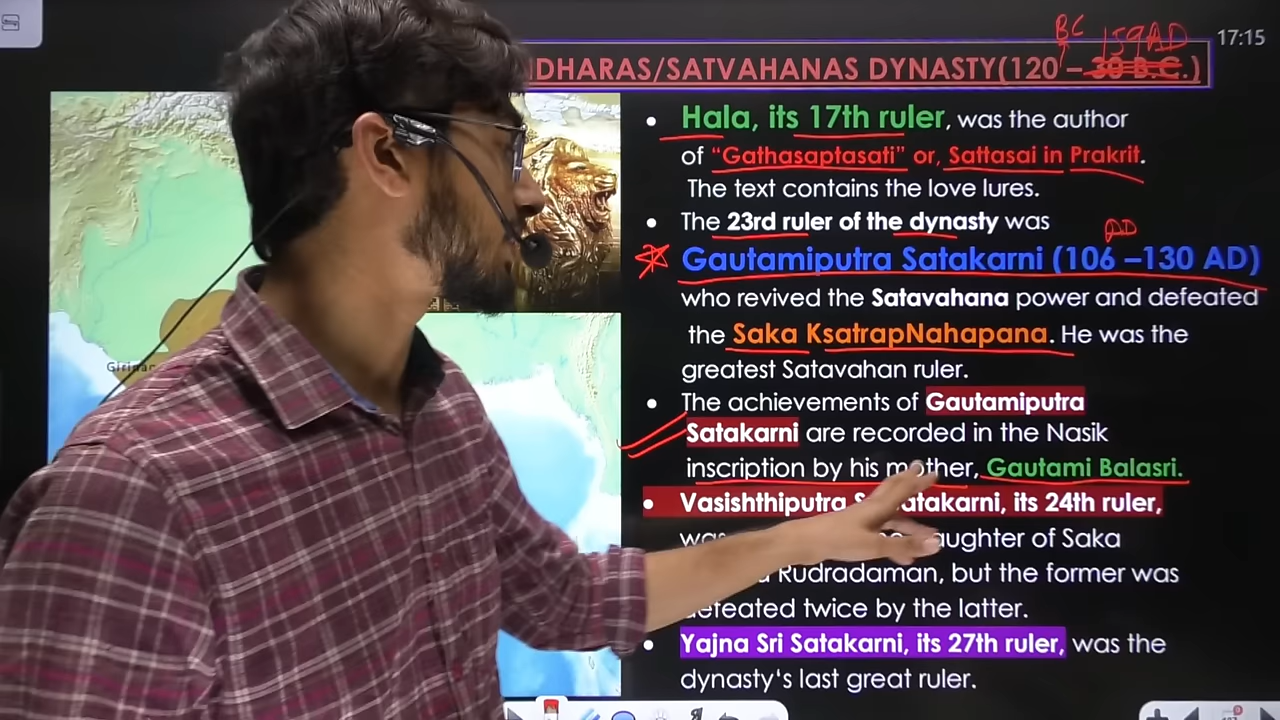 BC 159AD
17:15
DHARAS/SATVAHANAS DYNASTY(120 – 30 B.C.)
• Hala, its 17th ruler, was the author
of “Gathasaptasati” or, Sattasai in Prakrit.
The text contains the love lures.
• The 23rd ruler of the dynasty was
AD
Gautamiputra Satakarni (106 –130 AD)
who revived the Satavahana power and defeated
the Saka KsatrapNahapana. He was the
greatest Satavahan ruler.
• The achievements of Gautamiputra
Satakarni are recorded in the Nasik
inscription by his mother, Gautami Balasri.
• Vasishthiputra atakarni, its 24th ruler,
was aughter of Saka
Rudradaman, but the former was
defeated twice by the latter.
• Yajna Sri Satakarni, its 27th ruler, was the
dynasty‘s last great ruler.
Girinar